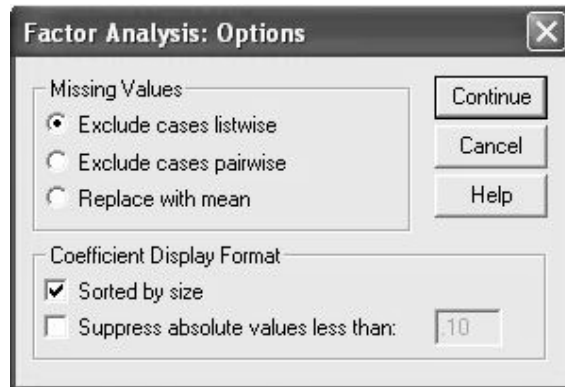 Factor Analysis: Options
Missing Values
Exclude cases listwise
Exclude cases pairwise
Replace with mean
Continue
Cancel
Help
Coefficient Display Format
Sorted by size
Suppress absolute values less than: .10